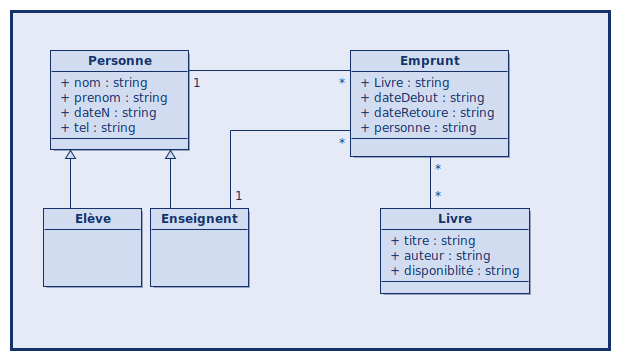 Personne
+ nom : string
+ prenom : string
+ dateN : string
+ tel : string
1
*
Emprunt
+ Livre : string
+ dateDebut : string
+ dateRetoure : string
+ personne : string
*
1
*
*
Elève
Enseignent
Livre
+ titre : string
+ auteur : string
+ disponiblité : string